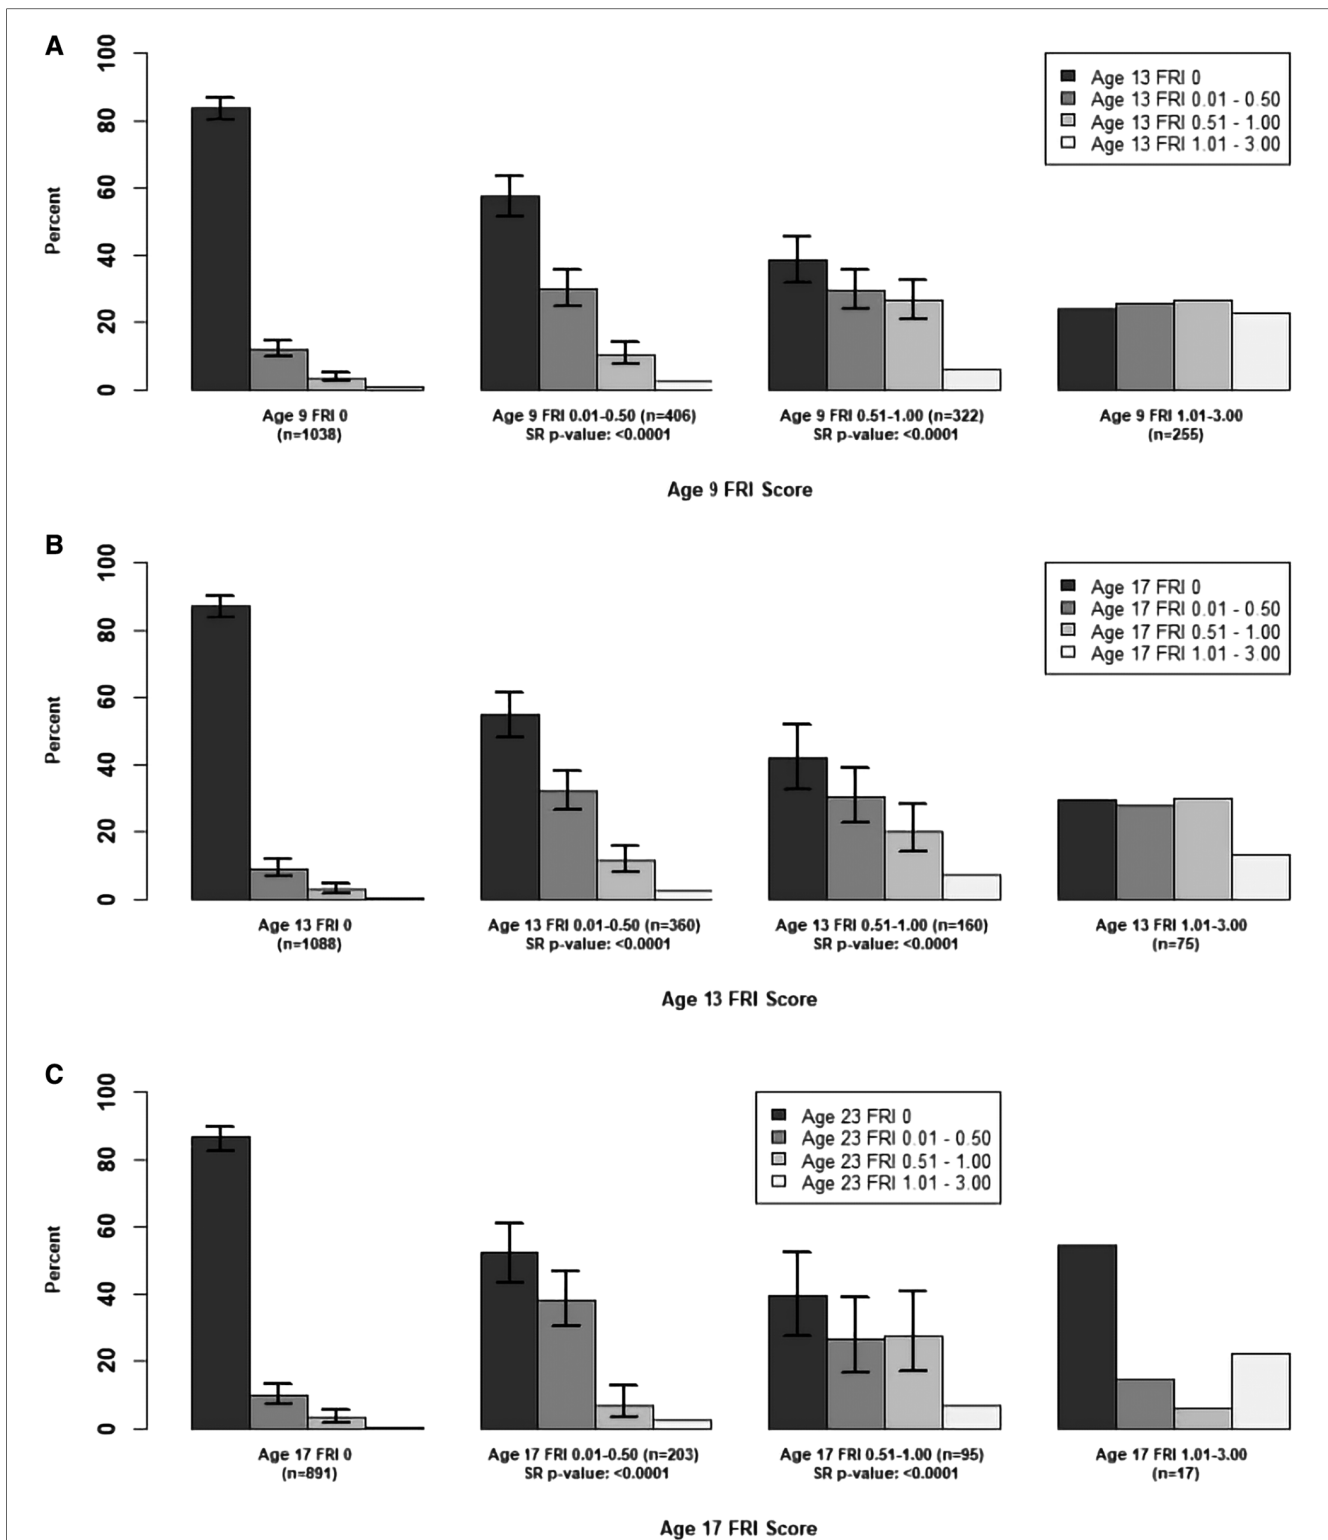 A
100
80
60
40
20
0
Percent
Age 13 FRI 0
Age 13 FRI 0.01 - 0.50
Age 13 FRI 0.51 - 1.00
Age 13 FRI 1.01 - 3.00
Age 9 FRI 0
(n=1038)
Age 9 FRI 0.01-0.50 (n=406)
SR p-value: <0.0001
Age 9 FRI 0.51-1.00 (n=322)
SR p-value: <0.0001
Age 9 FRI 1.01-3.00
(n=255)
Age 9 FRI Score
B
100
80
60
40
20
0
Percent
Age 17 FRI 0
Age 17 FRI 0.01 - 0.50
Age 17 FRI 0.51 - 1.00
Age 17 FRI 1.01 - 3.00
Age 13 FRI 0
(n=1088)
Age 13 FRI 0.01-0.50 (n=360)
SR p-value: <0.0001
Age 13 FRI 0.51-1.00 (n=160)
SR p-value: <0.0001
Age 13 FRI 1.01-3.00
(n=75)
Age 13 FRI Score
C
100
80
60
40
20
0
Percent
Age 23 FRI 0
Age 23 FRI 0.01 - 0.50
Age 23 FRI 0.51 - 1.00
Age 23 FRI 1.01 - 3.00
Age 17 FRI 0
(n=891)
Age 17 FRI 0.01-0.50 (n=203)
SR p-value: <0.0001
Age 17 FRI 0.51-1.00 (n=95)
SR p-value: <0.0001
Age 17 FRI 1.01-3.00
(n=17)
Age 17 FRI Score